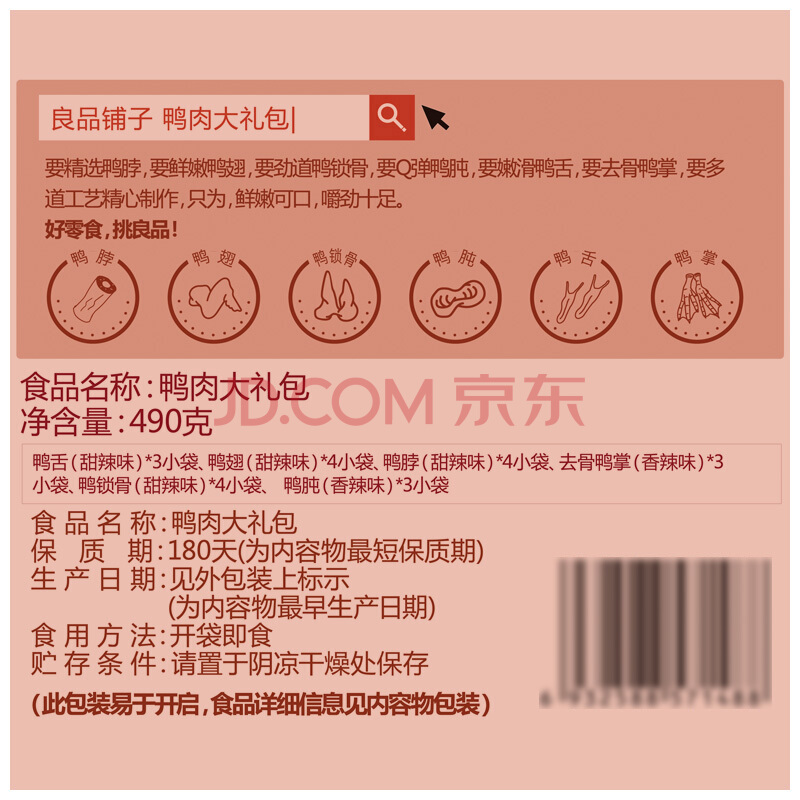 良品铺子 鸭肉大礼包
要精选鸭脖,要鲜嫩鸭翅,要劲道鸭锁骨,要Q弹鸭肫,要嫩滑鸭舌,要去骨鸭掌,要多
道工艺精心制作,只为,鲜嫩可口,嚼劲十足。
好零食,挑良品!
鸭脖 鸭翅 鸭锁骨 鸭肫 鸭舌 鸭掌
食品名称:鸭肉大礼包
净含量:490克
JD.COM 京东
鸭舌(甜辣味)*3小袋、鸭翅(甜辣味)*4小袋、鸭脖(甜辣味)*4小袋、去骨鸭掌(香辣味)*3
小袋、鸭锁骨(甜辣味)*4小袋、 鸭肫(香辣味)*3小袋
食品名称:鸭肉大礼包
保质期:180天(为内容物最短保质期)
生产日期:见外包装上标示
(为内容物最早生产日期)
食用方法:开袋即食
贮存条件:请置于阴凉干燥处保存
(此包装易于开启,食品详细信息见内容物包装)